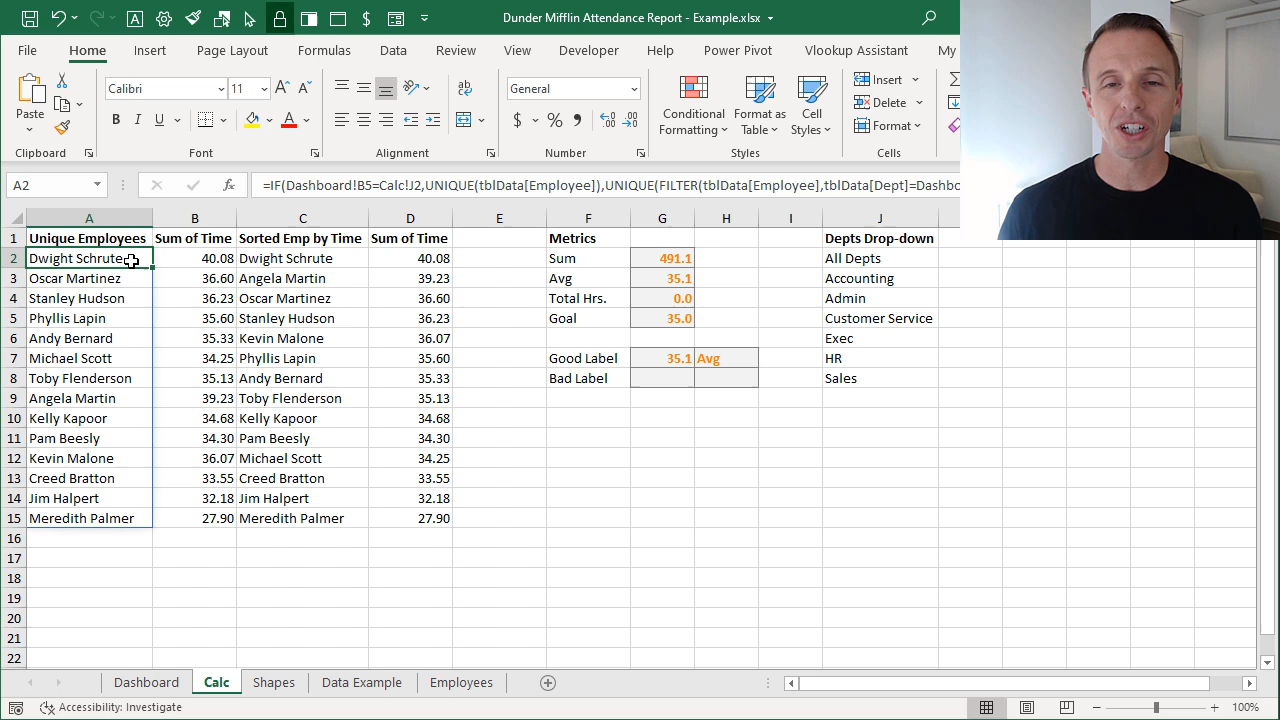 Dunder Mifflin Attendance Report - Example.xlsx
File Home Insert Page Layout Formulas Data Review View Developer Help Power Pivot Vlookup Assistant My
Paste
Calibri 11
B I U
General
$ % 9
Conditional Formatting
Format as Table
Cell Styles
Insert
Delete
Format
Clipboard Font Alignment Number Styles Cells
A2 fx =IF(Dashboard!B5=Calc!J2,UNIQUE(tblData[Employee]),UNIQUE(FILTER(tblData[Employee],tblData[Dept]=Dashbo
A B C D E F G H I J
1 Unique Employees Sum of Time Sorted Emp by Time Sum of Time Metrics Depts Drop-down
2 Dwight Schrute 40.08 Dwight Schrute 40.08 Sum 491.1 All Depts
3 Oscar Martinez 36.60 Angela Martin 39.23 Avg 35.1 Accounting
4 Stanley Hudson 36.23 Oscar Martinez 36.60 Total Hrs. 0.0 Admin
5 Phyllis Lapin 35.60 Stanley Hudson 36.23 Goal 35.0 Customer Service
6 Andy Bernard 35.33 Kevin Malone 36.07 Exec
7 Michael Scott 34.25 Phyllis Lapin 35.60 Good Label 35.1 Avg HR
8 Toby Flenderson 35.13 Andy Bernard 35.33 Bad Label Sales
9 Angela Martin 39.23 Toby Flenderson 35.13
10 Kelly Kapoor 34.68 Kelly Kapoor 34.68
11 Pam Beesly 34.30 Pam Beesly 34.30
12 Kevin Malone 36.07 Michael Scott 34.25
13 Creed Bratton 33.55 Creed Bratton 33.55
14 Jim Halpert 32.18 Jim Halpert 32.18
15 Meredith Palmer 27.90 Meredith Palmer 27.90
16
17
18
19
20
21
22
Dashboard Calc Shapes Data Example Employees
Accessibility: Investigate 100%